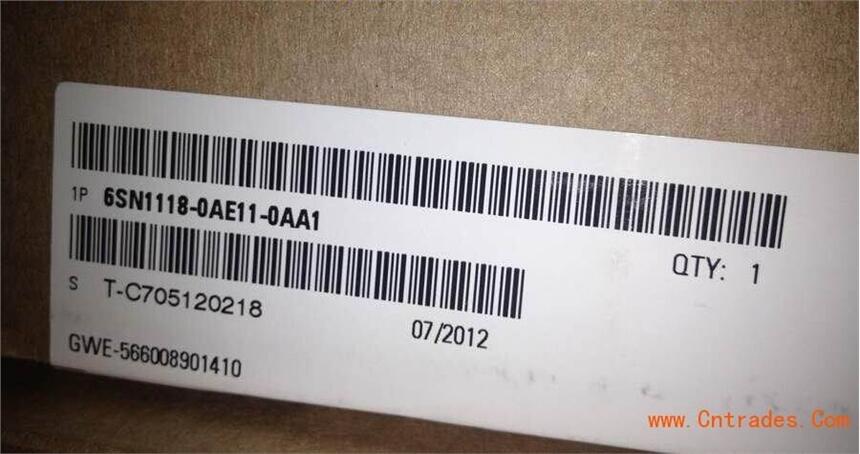 1P 6SN1118-0AE11-0AA1
QTY: 1
S T-C705120218
07/2012
GWE-566008901410
www.Cntrades.Com